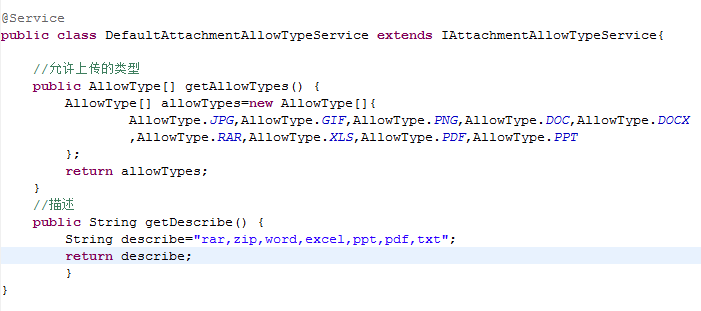 @Service
public class DefaultAttachmentAllowTypeService extends IAttachmentAllowTypeService{
//允许上传的类型
public AllowType[] getAllowTypes() {
AllowType[] allowTypes=new AllowType[]{
AllowType.JPG,AllowType.GIF,AllowType.PNG,AllowType.DOC,AllowType.DOCX
,AllowType.RAR,AllowType.XLS,AllowType.PDF,AllowType.PPT
};
return allowTypes;
}
//描述
public String getDescribe() {
String describe="rar,zip,word,excel,ppt,pdf,txt";
return describe;
}
}